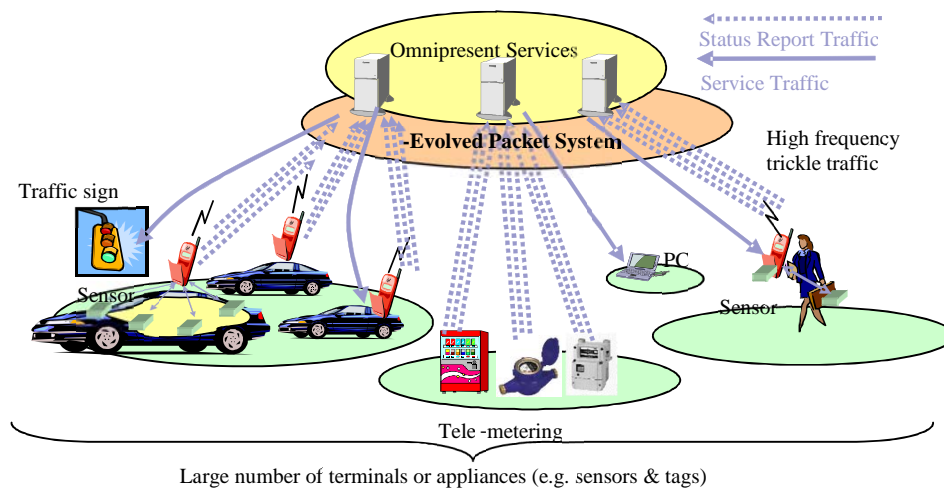 Omnipresent Services
Status Report Traffic
Service Traffic
-Evolved Packet System
High frequency
trickle traffic
Traffic sign
Sensor
PC
Sensor
Tele -metering
Large number of terminals or appliances (e.g. sensors & tags)